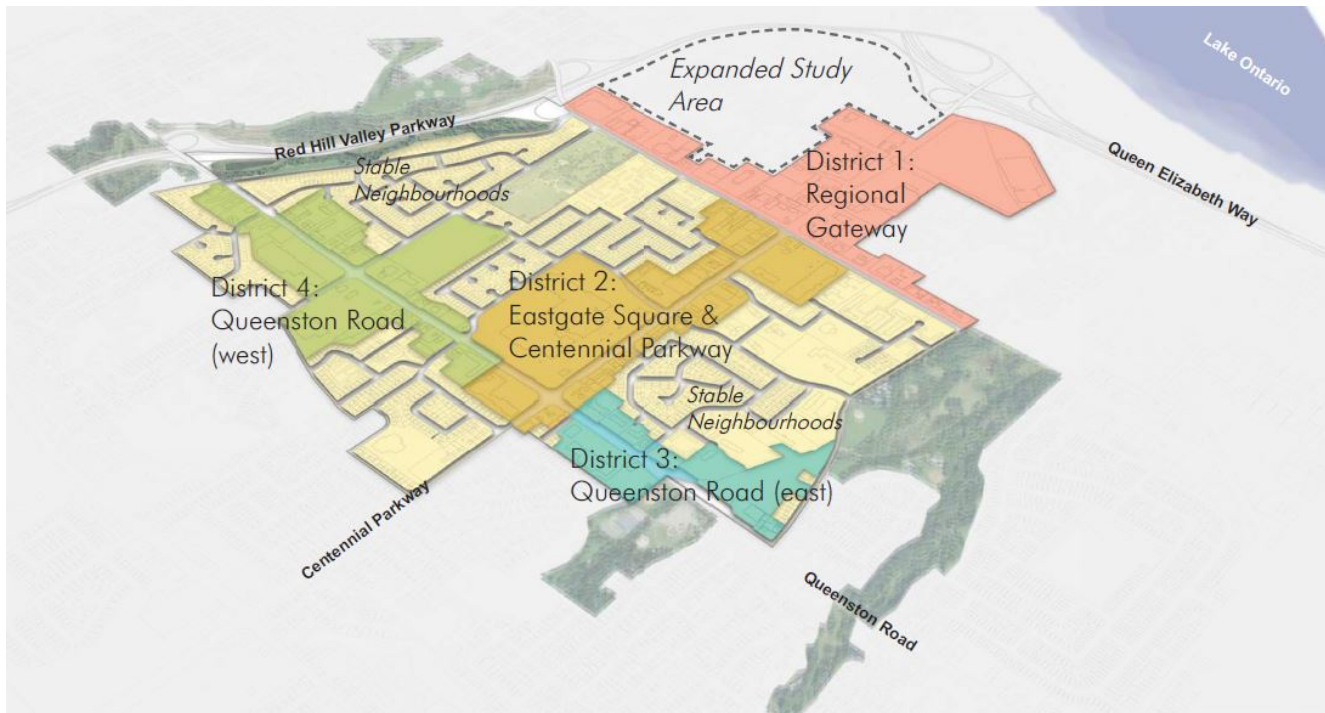 Lake Ontario
Expanded Study
Area
Red Hill Valley Parkway
Stable
Neighbourhoods
District 1:
Regional
Gateway
Queen Elizabeth Way
District 4:
Queenston Road
(west)
District 2:
Eastgate Square &
Centennial Parkway
Stable
Neighbourhoods
District 3:
Queenston Road (east)
Centennial Parkway
Queenston Road